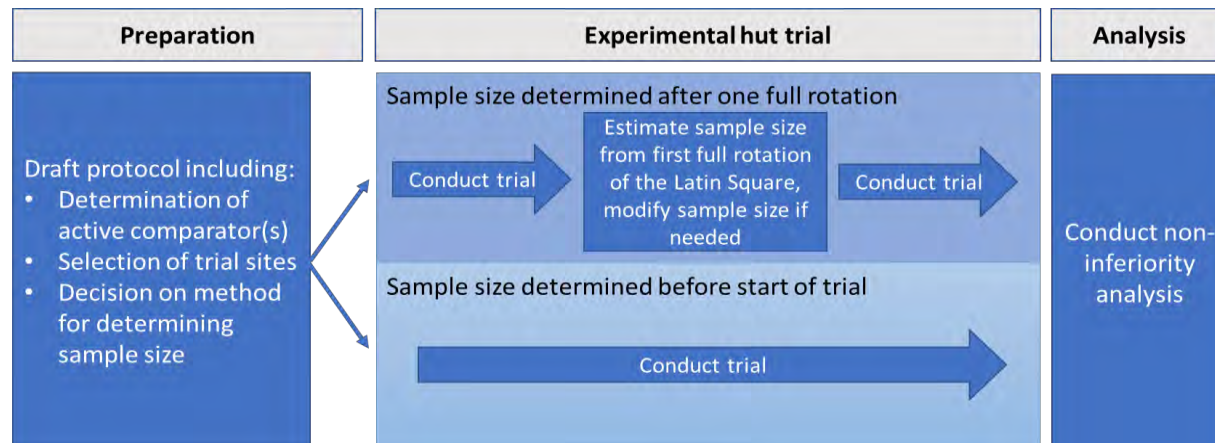 Preparation
Experimental hut trial
Analysis
Draft protocol including:
• Determination of
active comparator(s)
• Selection of trial sites
• Decision on method
for determining
sample size
Sample size determined after one full rotation
Conduct trial
Estimate sample size
from first full rotation
of the Latin Square,
modify sample size if
needed
Conduct trial
Sample size determined before start of trial
Conduct trial
Conduct non-
inferiority
analysis